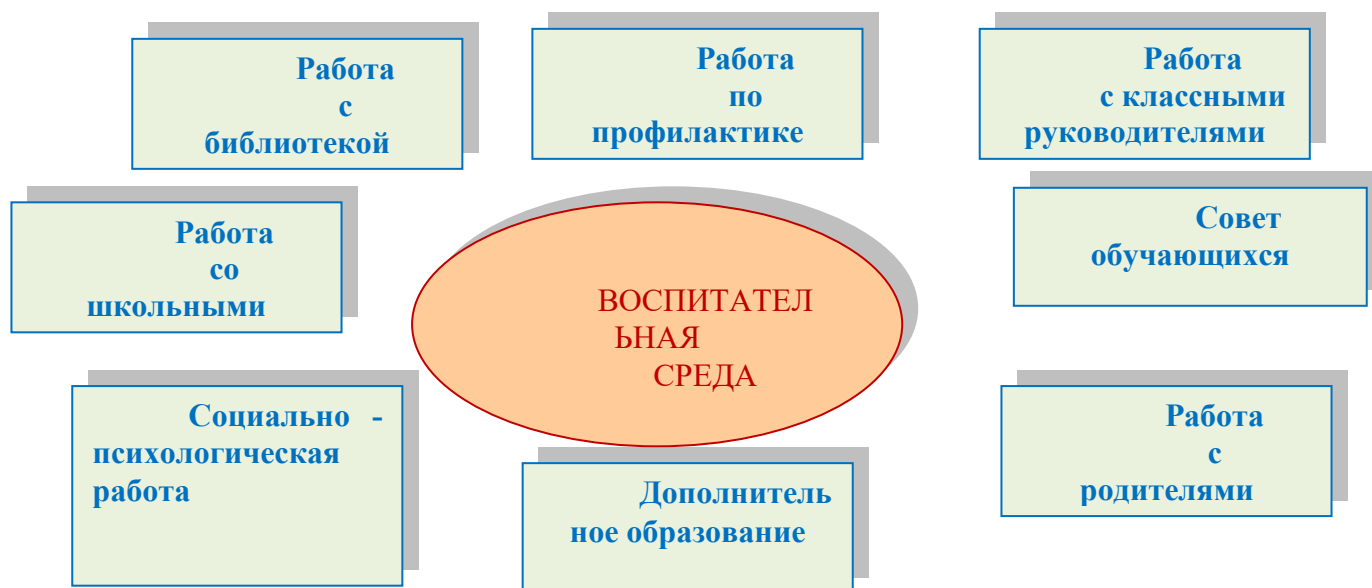 Работа
с
библиотекой
Работа
по
профилактике
Работа
с классными
руководителями
Работа
со
школьными
Совет
обучающихся
ВОСПИТАТЕЛ
ЬНАЯ
СРЕДА
Социально -
психологическая
работа
Дополнитель
ное образование
Работа
с
родителями